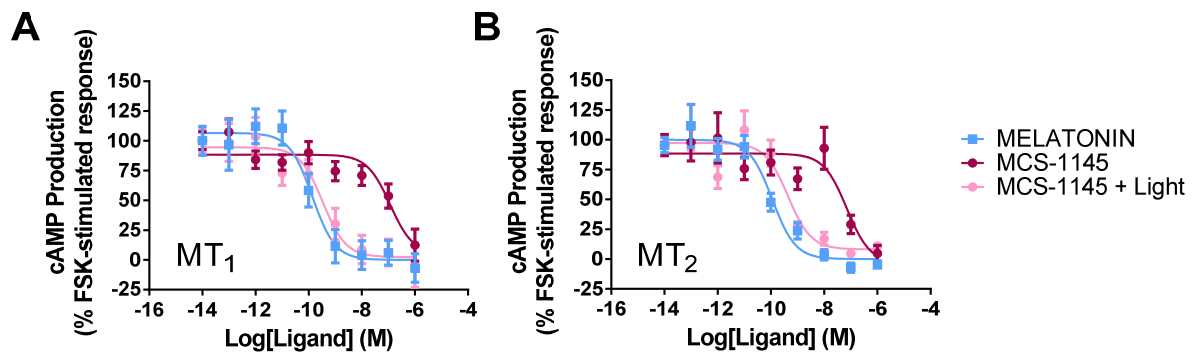 A
cAMP Production
(% FSK-stimulated response)
150
125
100
75
50
25
0
-25
-16
-14
-12
-10
-8
-6
-4
Log[Ligand] (M)
MT1
B
cAMP Production
(% FSK-stimulated response)
150
125
100
75
50
25
0
-25
-16
-14
-12
-10
-8
-6
-4
Log[Ligand] (M)
MT2
MELATONIN
MCS-1145
MCS-1145 + Light